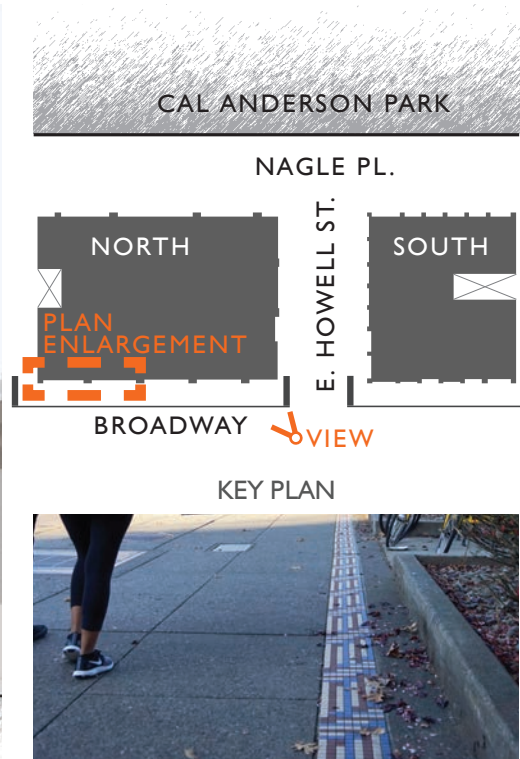 CAL ANDERSON PARK
NAGLE PL.
E. HOWELL ST.
NORTH
SOUTH
PLAN
ENLARGEMENT
BROADWAY
VIEW
KEY PLAN